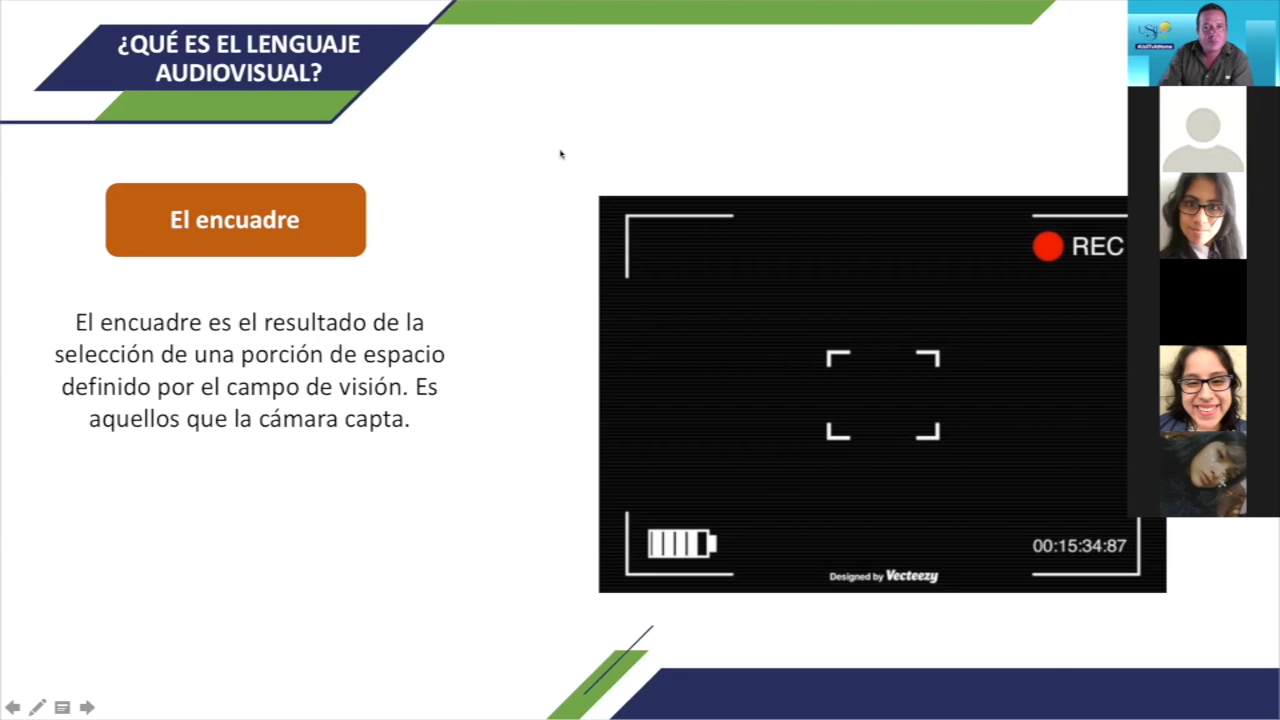 ¿QUÉ ES EL LENGUAJE
AUDIOVISUAL?
El encuadre
El encuadre es el resultado de la
selección de una porción de espacio
definido por el campo de visión. Es
aquellos que la cámara capta.
REC
00:15:34:87
Designed by Vecteezy